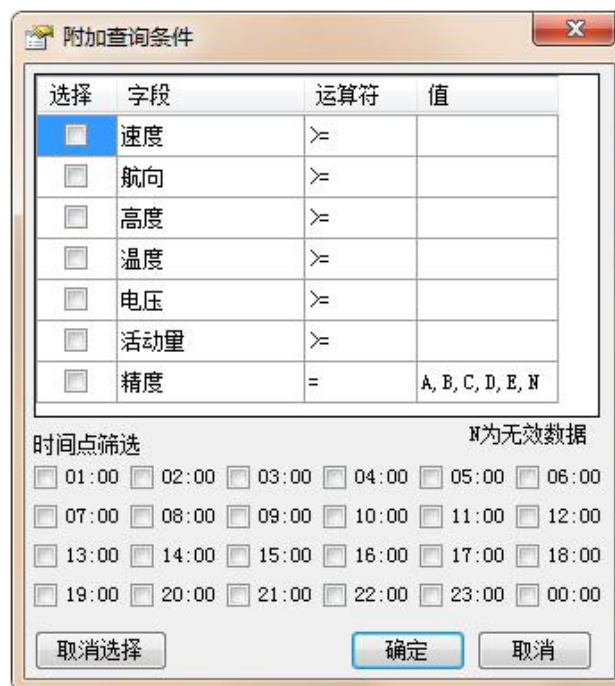 附加查询条件
选择 字段 运算符 值
速度 >=
航向 >=
高度 >=
温度 >=
电压 >=
活动量 >=
精度 = A, B, C, D, E, N
N为无效数据
时间点筛选
01:00 02:00 03:00 04:00 05:00 06:00
07:00 08:00 09:00 10:00 11:00 12:00
13:00 14:00 15:00 16:00 17:00 18:00
19:00 20:00 21:00 22:00 23:00 00:00
取消选择 确定 取消